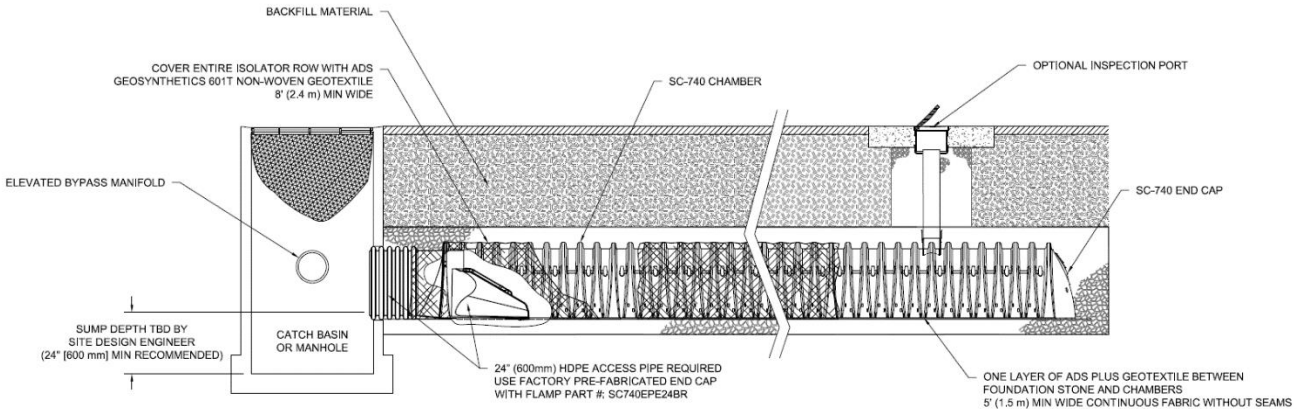 BACKFILL MATERIAL
COVER ENTIRE ISOLATOR ROW WITH ADS
GEOSYNTHETICS 601T NON-WOVEN GEOTEXTILE
8' (2.4 m) MIN WIDE
SC-740 CHAMBER
OPTIONAL INSPECTION PORT
ELEVATED BYPASS MANIFOLD
SC-740 END CAP
SUMP DEPTH TBD BY
SITE DESIGN ENGINEER
(24" [600 mm] MIN RECOMMENDED)
CATCH BASIN
OR MANHOLE
24" (600mm) HDPE ACCESS PIPE REQUIRED
USE FACTORY PRE-FABRICATED END CAP
WITH FLAMP PART #: SC740EPE24BR
ONE LAYER OF ADS PLUS GEOTEXTILE BETWEEN
FOUNDATION STONE AND CHAMBERS
5' (1.5 m) MIN WIDE CONTINUOUS FABRIC WITHOUT SEAMS